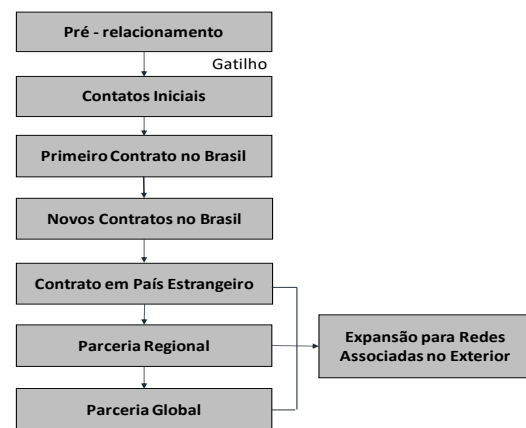 Pré - relacionamento
Gatilho
Contatos Iniciais
Primeiro Contrato no Brasil
Novos Contratos no Brasil
Contrato em País Estrangeiro
Parceria Regional
Expansão para Redes
Associadas no Exterior
Parceria Global